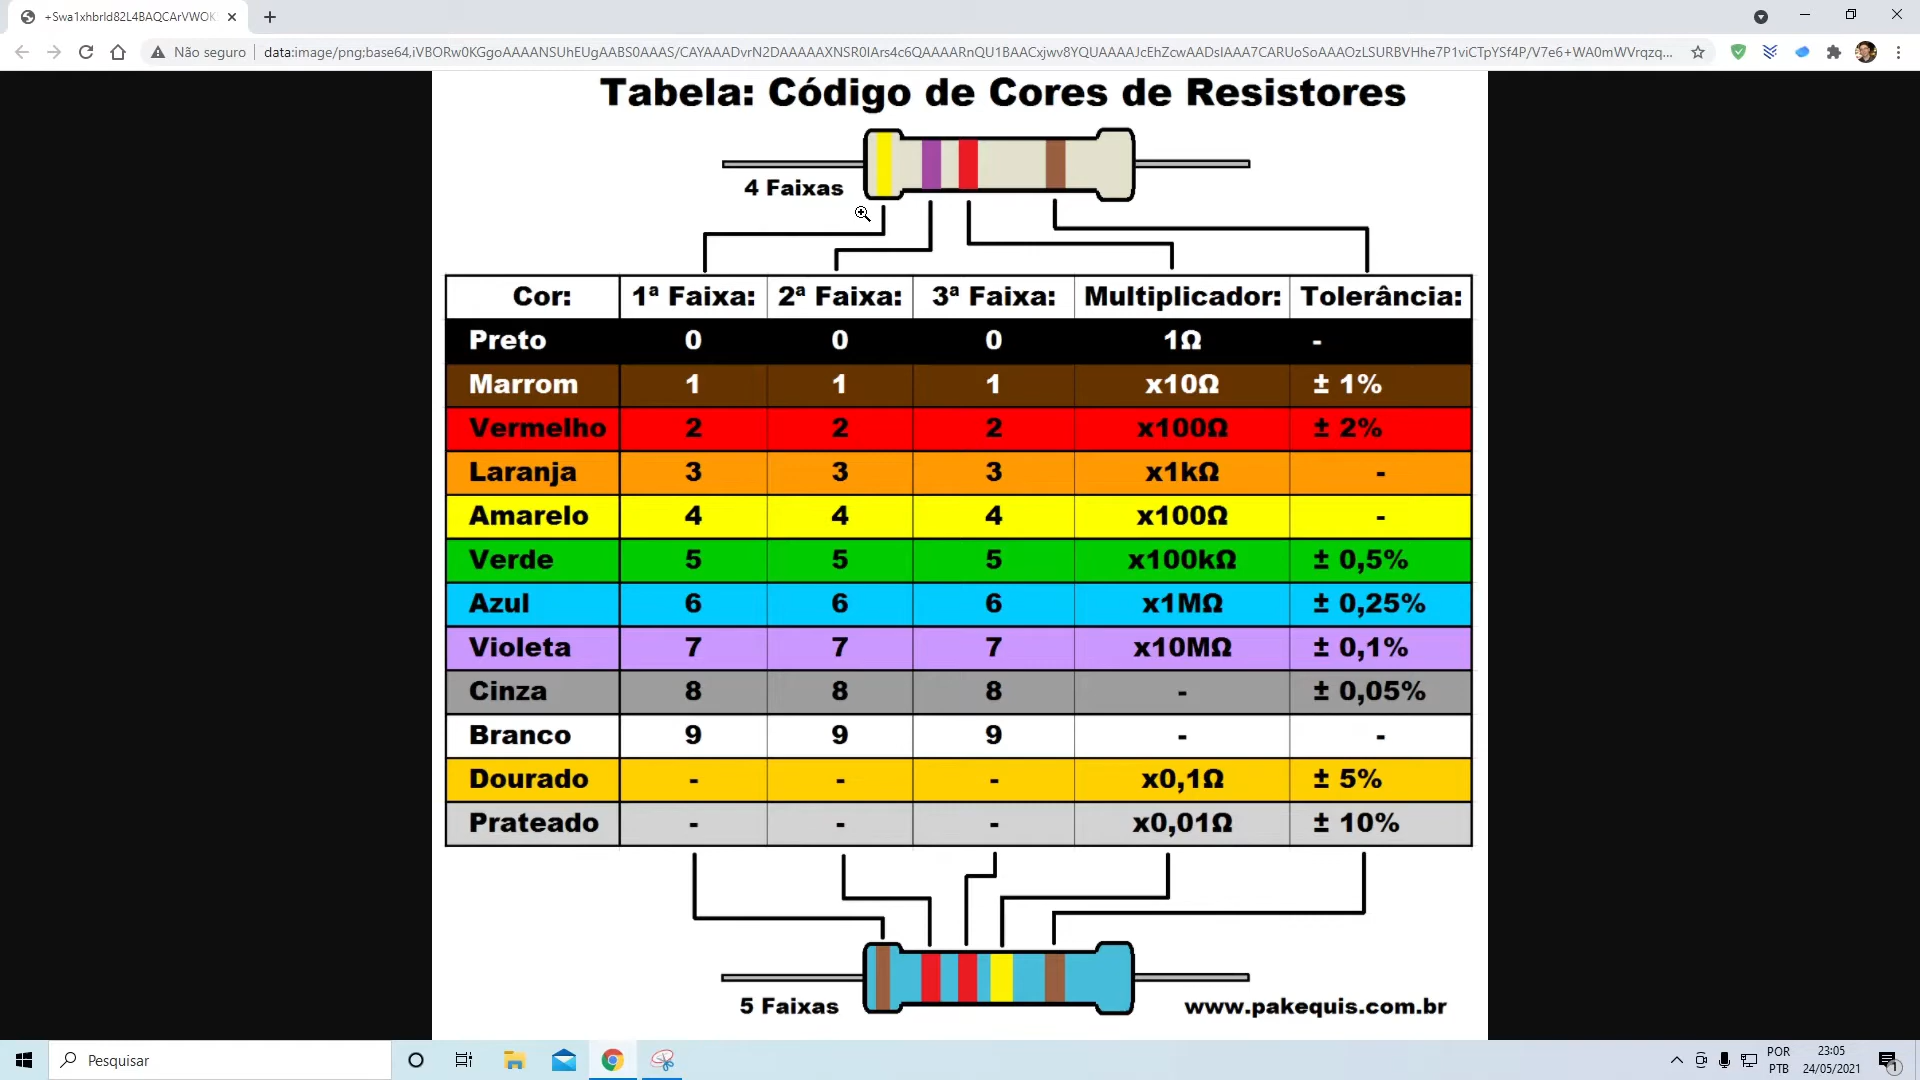 +Swa1xhbrId82L4BAQCArVWOK
Não seguro
data:image/png;base64,iVBORw0KGgoAAAANSUhEUgAABS0AAAS/CAYAAADvrN2DAAAAAXNSR0IArs4c6QAAAARnQU1BAACxjwv8YQUAAAAJcEhZcwAADsIAAA7CARUoSoAAAOzLSURBVHhe7P1viCTpYSf4P/V7e6+WA0mWVrqzq...
Tabela: Código de Cores de Resistores
4 Faixas
Cor: 1ª Faixa: 2ª Faixa: 3ª Faixa: Multiplicador: Tolerância:
Preto 0 0 0 1Ω -
Marrom 1 1 1 x10Ω ± 1%
Vermelho 2 2 2 x100Ω ± 2%
Laranja 3 3 3 x1kΩ -
Amarelo 4 4 4 x100Ω -
Verde 5 5 5 x100kΩ ± 0,5%
Azul 6 6 6 x1MΩ ± 0,25%
Violeta 7 7 7 x10MΩ ± 0,1%
Cinza 8 8 8 - ± 0,05%
Branco 9 9 9 - -
Dourado - - - x0,1Ω ± 5%
Prateado - - - x0,01Ω ± 10%
5 Faixas
www.pakequis.com.br
Pesquisar
POR
PTB
23:05
24/05/2021
1